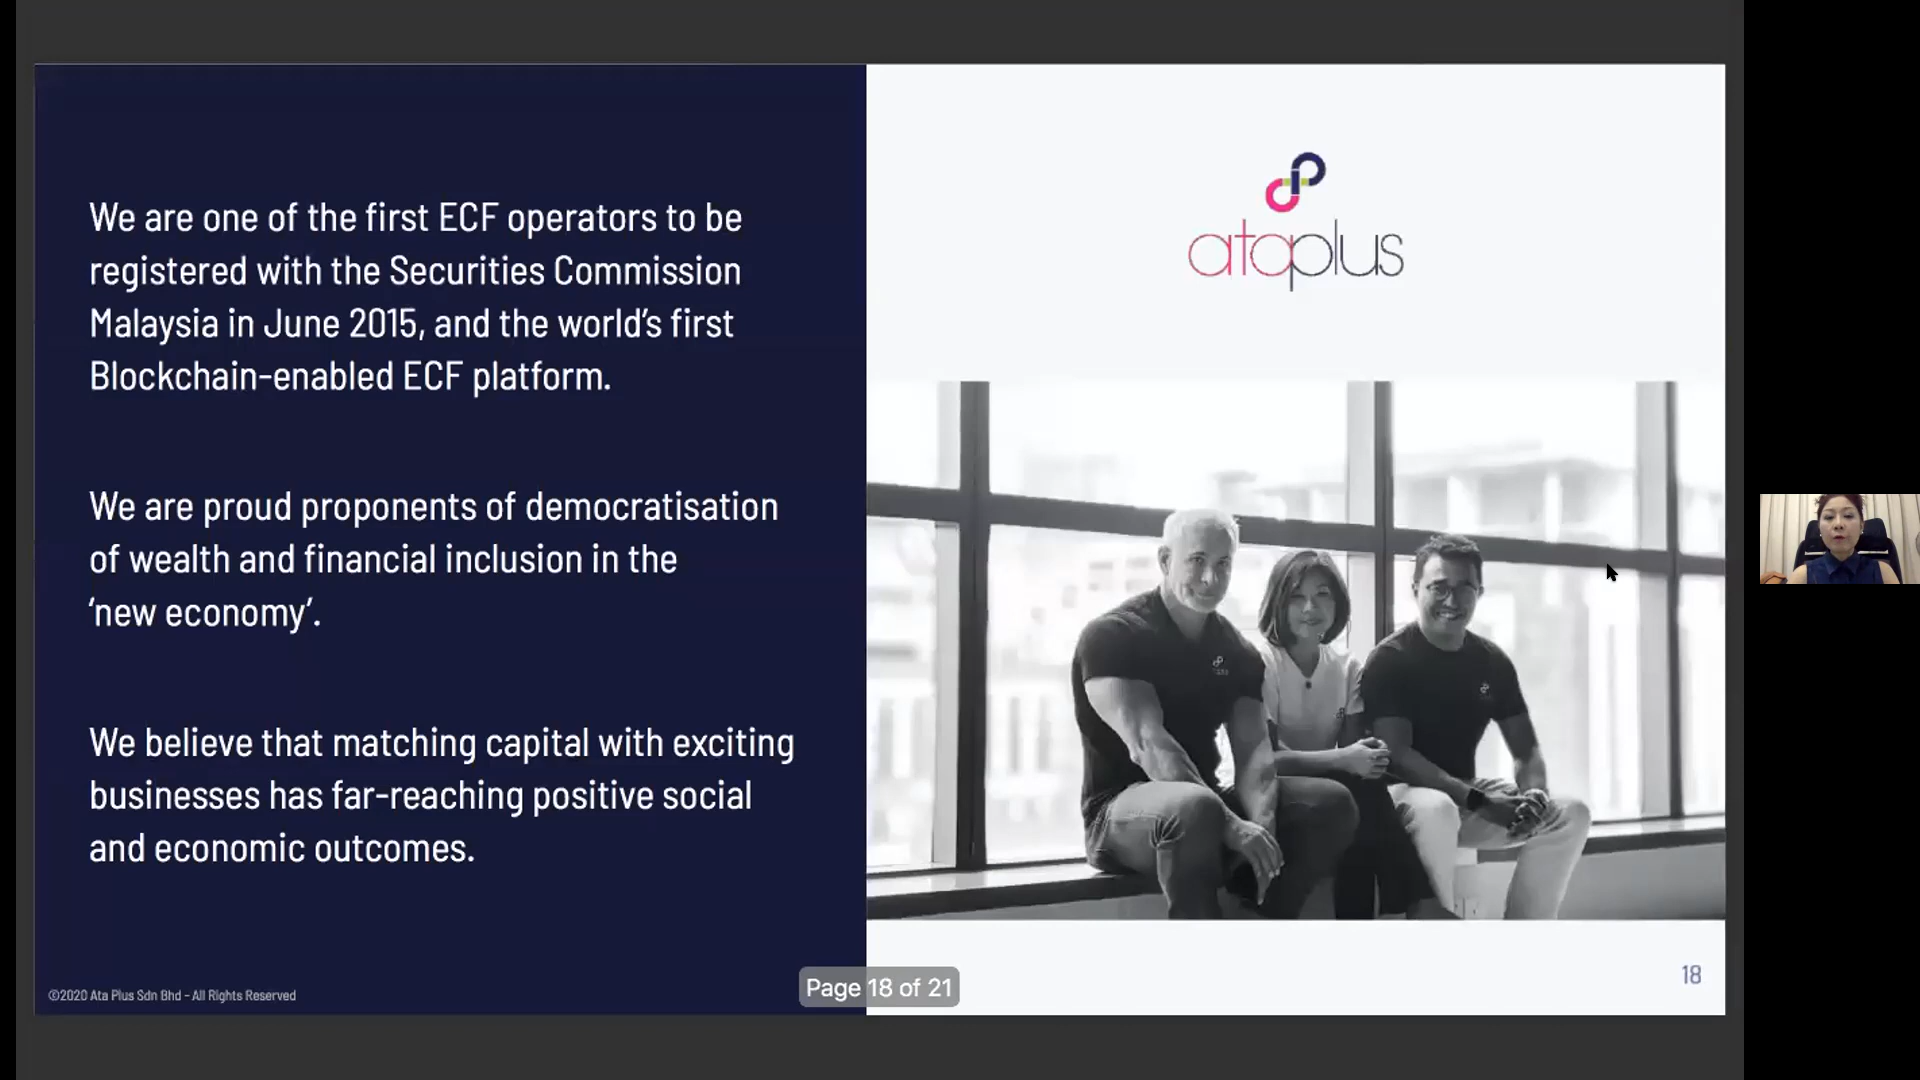 We are one of the first ECF operators to be
registered with the Securities Commission
Malaysia in June 2015, and the world's first
Blockchain-enabled ECF platform.
We are proud proponents of democratisation
of wealth and financial inclusion in the
'new economy'.
We believe that matching capital with exciting
businesses has far-reaching positive social
and economic outcomes.
©2020 Ata Plus Sdn Bhd - All Rights Reserved
ataplus
Page 18 of 21
18